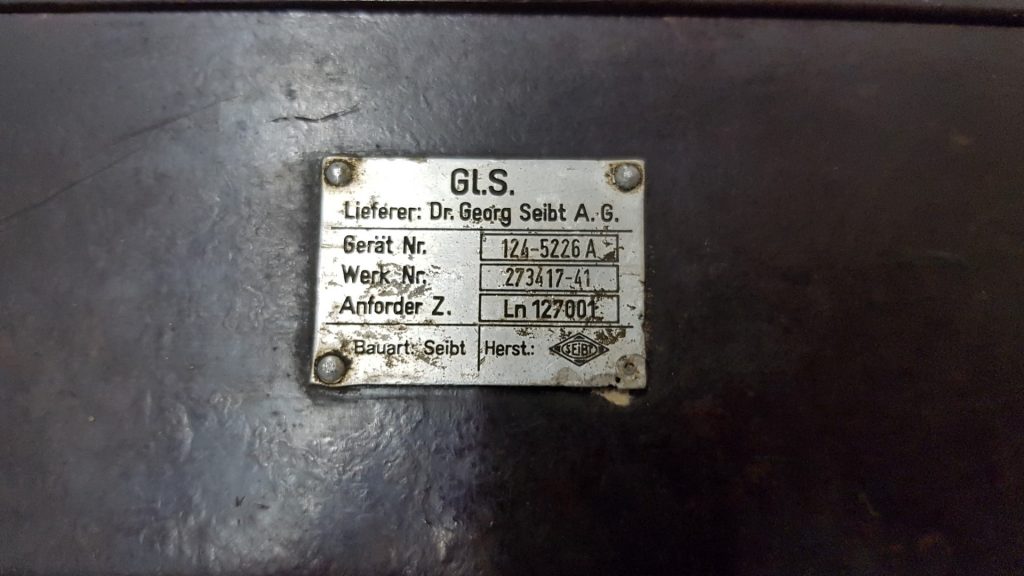 Gl.S.
Lieferer: Dr. Georg Seibt A.G.
Gerät Nr. 124-5226 A
Werk Nr. 273417-41
Anforder Z. Ln 127001
Bauart: Seibt Herst.: SEIBT